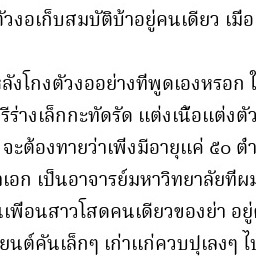 ตัวงอเก็บสมบัติบ้าอยู่คนเดียว เมื่อ
หลังโกงตัวงออย่างที่พูดเองหรอก
รีร่างเล็กกะทัดรัด แต่งเนื้อแต่งตัว
จะต้องทายว่าเพิ่งมีอายุแค่ ๕๐
เอก เป็นอาจารย์มหาวิทยาลัยที่ผม
เพื่อนสาวโสดคนเดียวของย่า
ยนต์คันเล็กๆ เก่าแก่ควบปุเลงๆ ไป